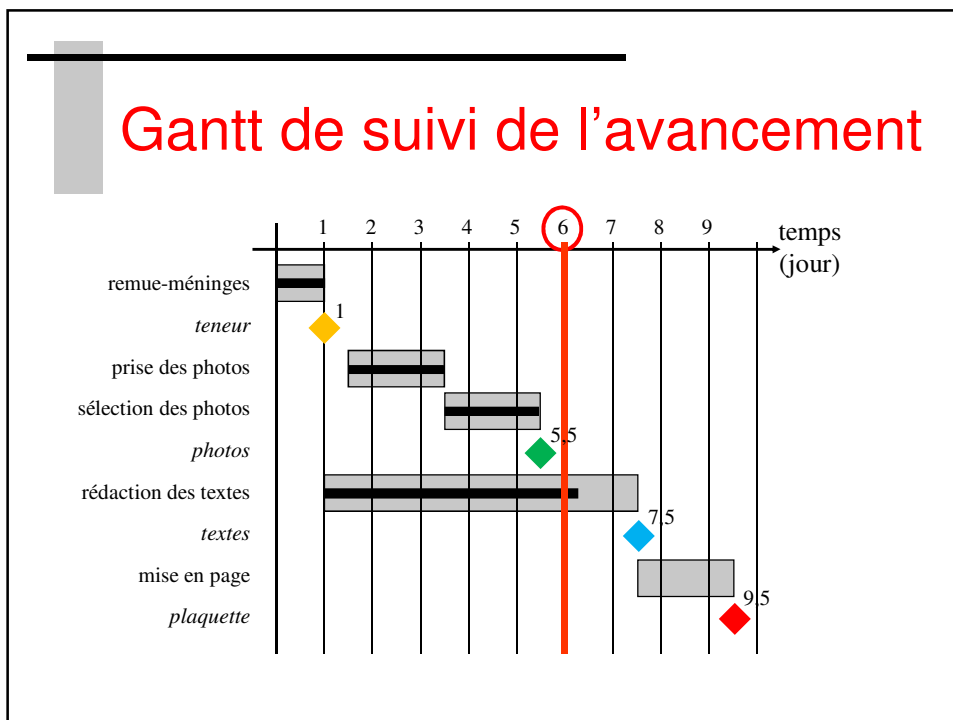 Gantt de suivi de l’avancement
1 2 3 4 5 6 7 8 9
temps
(jour)
remue-méninges
teneur 1
prise des photos
sélection des photos
photos 5,5
rédaction des textes
textes 7,5
mise en page
plaquette 9,5